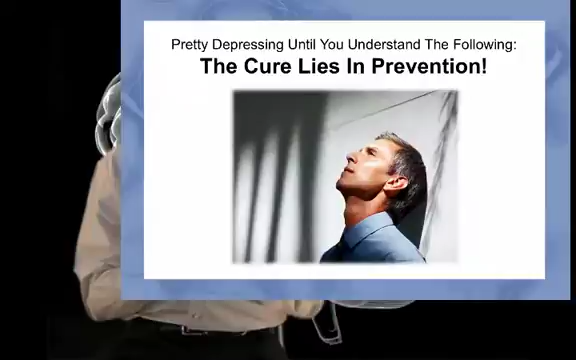 Pretty Depressing Until You Understand The Following:
The Cure Lies In Prevention!